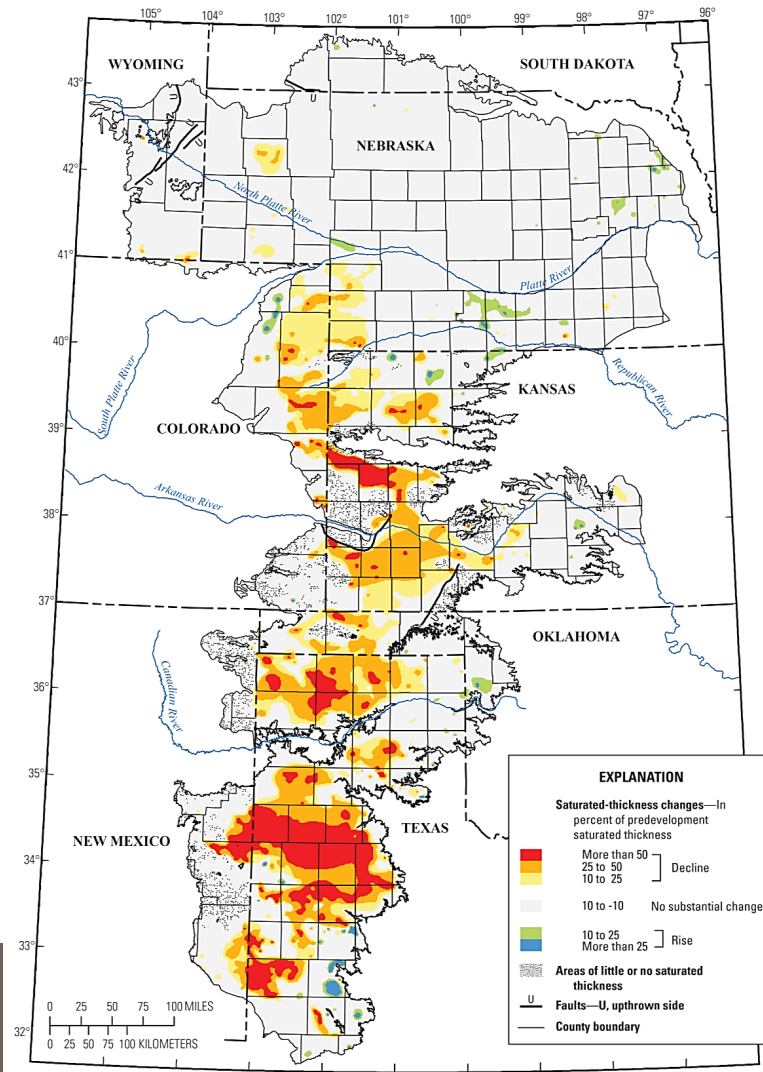 105° 104° 103° 102° 101° 100° 99° 98° 97° 96°
WYOMING
SOUTH DAKOTA
43°
U
U
NEBRASKA
U
U
42°
U
North Platte River
41°
Platte River
40°
South Platte River
Republican River
KANSAS
39°
COLORADO
Arkansas River
38°
U
37°
U
OKLAHOMA
36°
Canadian River
35°
NEW MEXICO
TEXAS
34°
33°
32°
0 25 50 75 100 MILES
0 25 50 75 100 KILOMETERS
EXPLANATION
Saturated-thickness changes—In
percent of predevelopment
saturated thickness
More than 50
25 to 50 Decline
10 to 25
10 to -10 No substantial change
10 to 25
More than 25 Rise
Areas of little or no saturated
thickness
U
Faults—U, upthrown side
County boundary